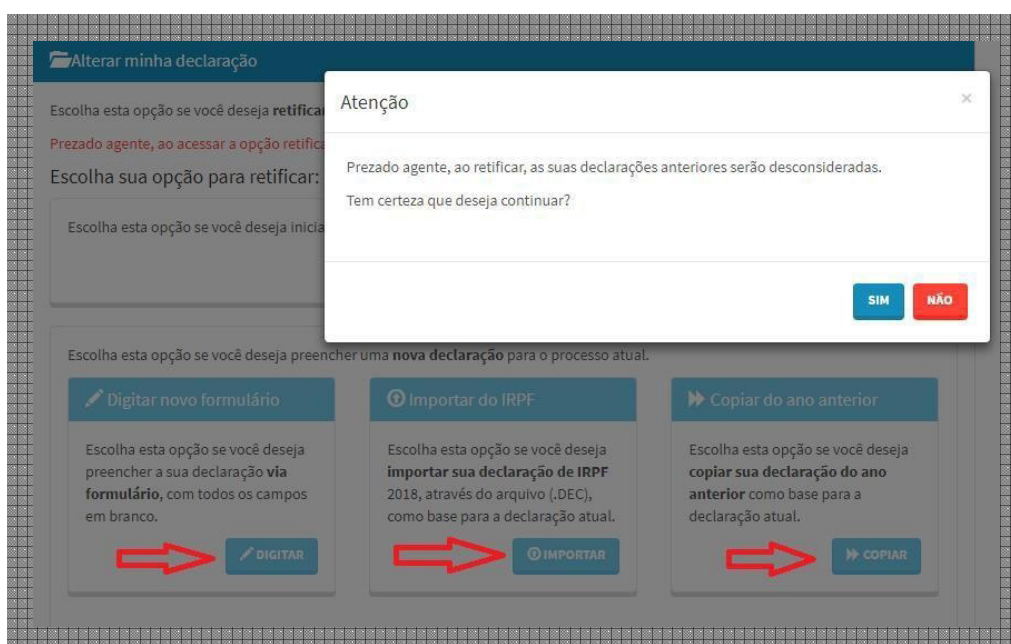 Alterar minha declaração
Atenção
×
Escolha esta opção se você deseja retificar
Prezado agente, ao retificar, as suas declarações anteriores serão desconsideradas.
Prezado agente, ao acessar a opção retifica
Tem certeza que deseja continuar?
Escolha sua opção para retificar:
Escolha esta opção se você deseja inicia
SIM
NÃO
Escolha esta opção se você deseja preencher uma nova declaração para o processo atual.
Digitar novo formulário
Escolha esta opção se você deseja
preencher a sua declaração via
formulário, com todos os campos
em branco.
DIGITAR
Importar do IRPF
Escolha esta opção se você deseja
importar sua declaração de IRPF
2018, através do arquivo (.DEC),
como base para a declaração atual.
IMPORTAR
Copiar do ano anterior
Escolha esta opção se você deseja
copiar sua declaração do ano
anterior como base para a
declaração atual.
COPIAR